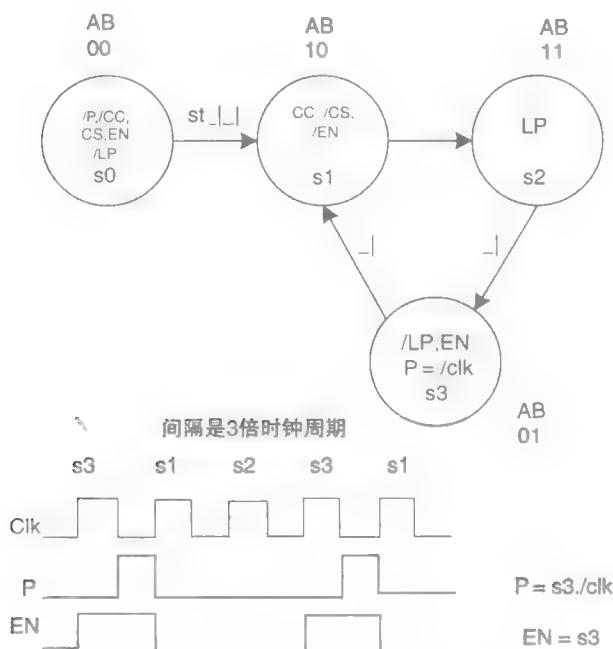 AB
00
AB
10
AB
11
/P,/CC,
CS,EN
/LP
s0
st _|_|
CC /CS,
/EN
s1
LP
s2
_|
_|
/LP,EN
P = /clk
s3
AB
01
间隔是3倍时钟周期
s3 s1 s2 s3 s1
Clk
P
P = s3./clk
EN
EN = s3